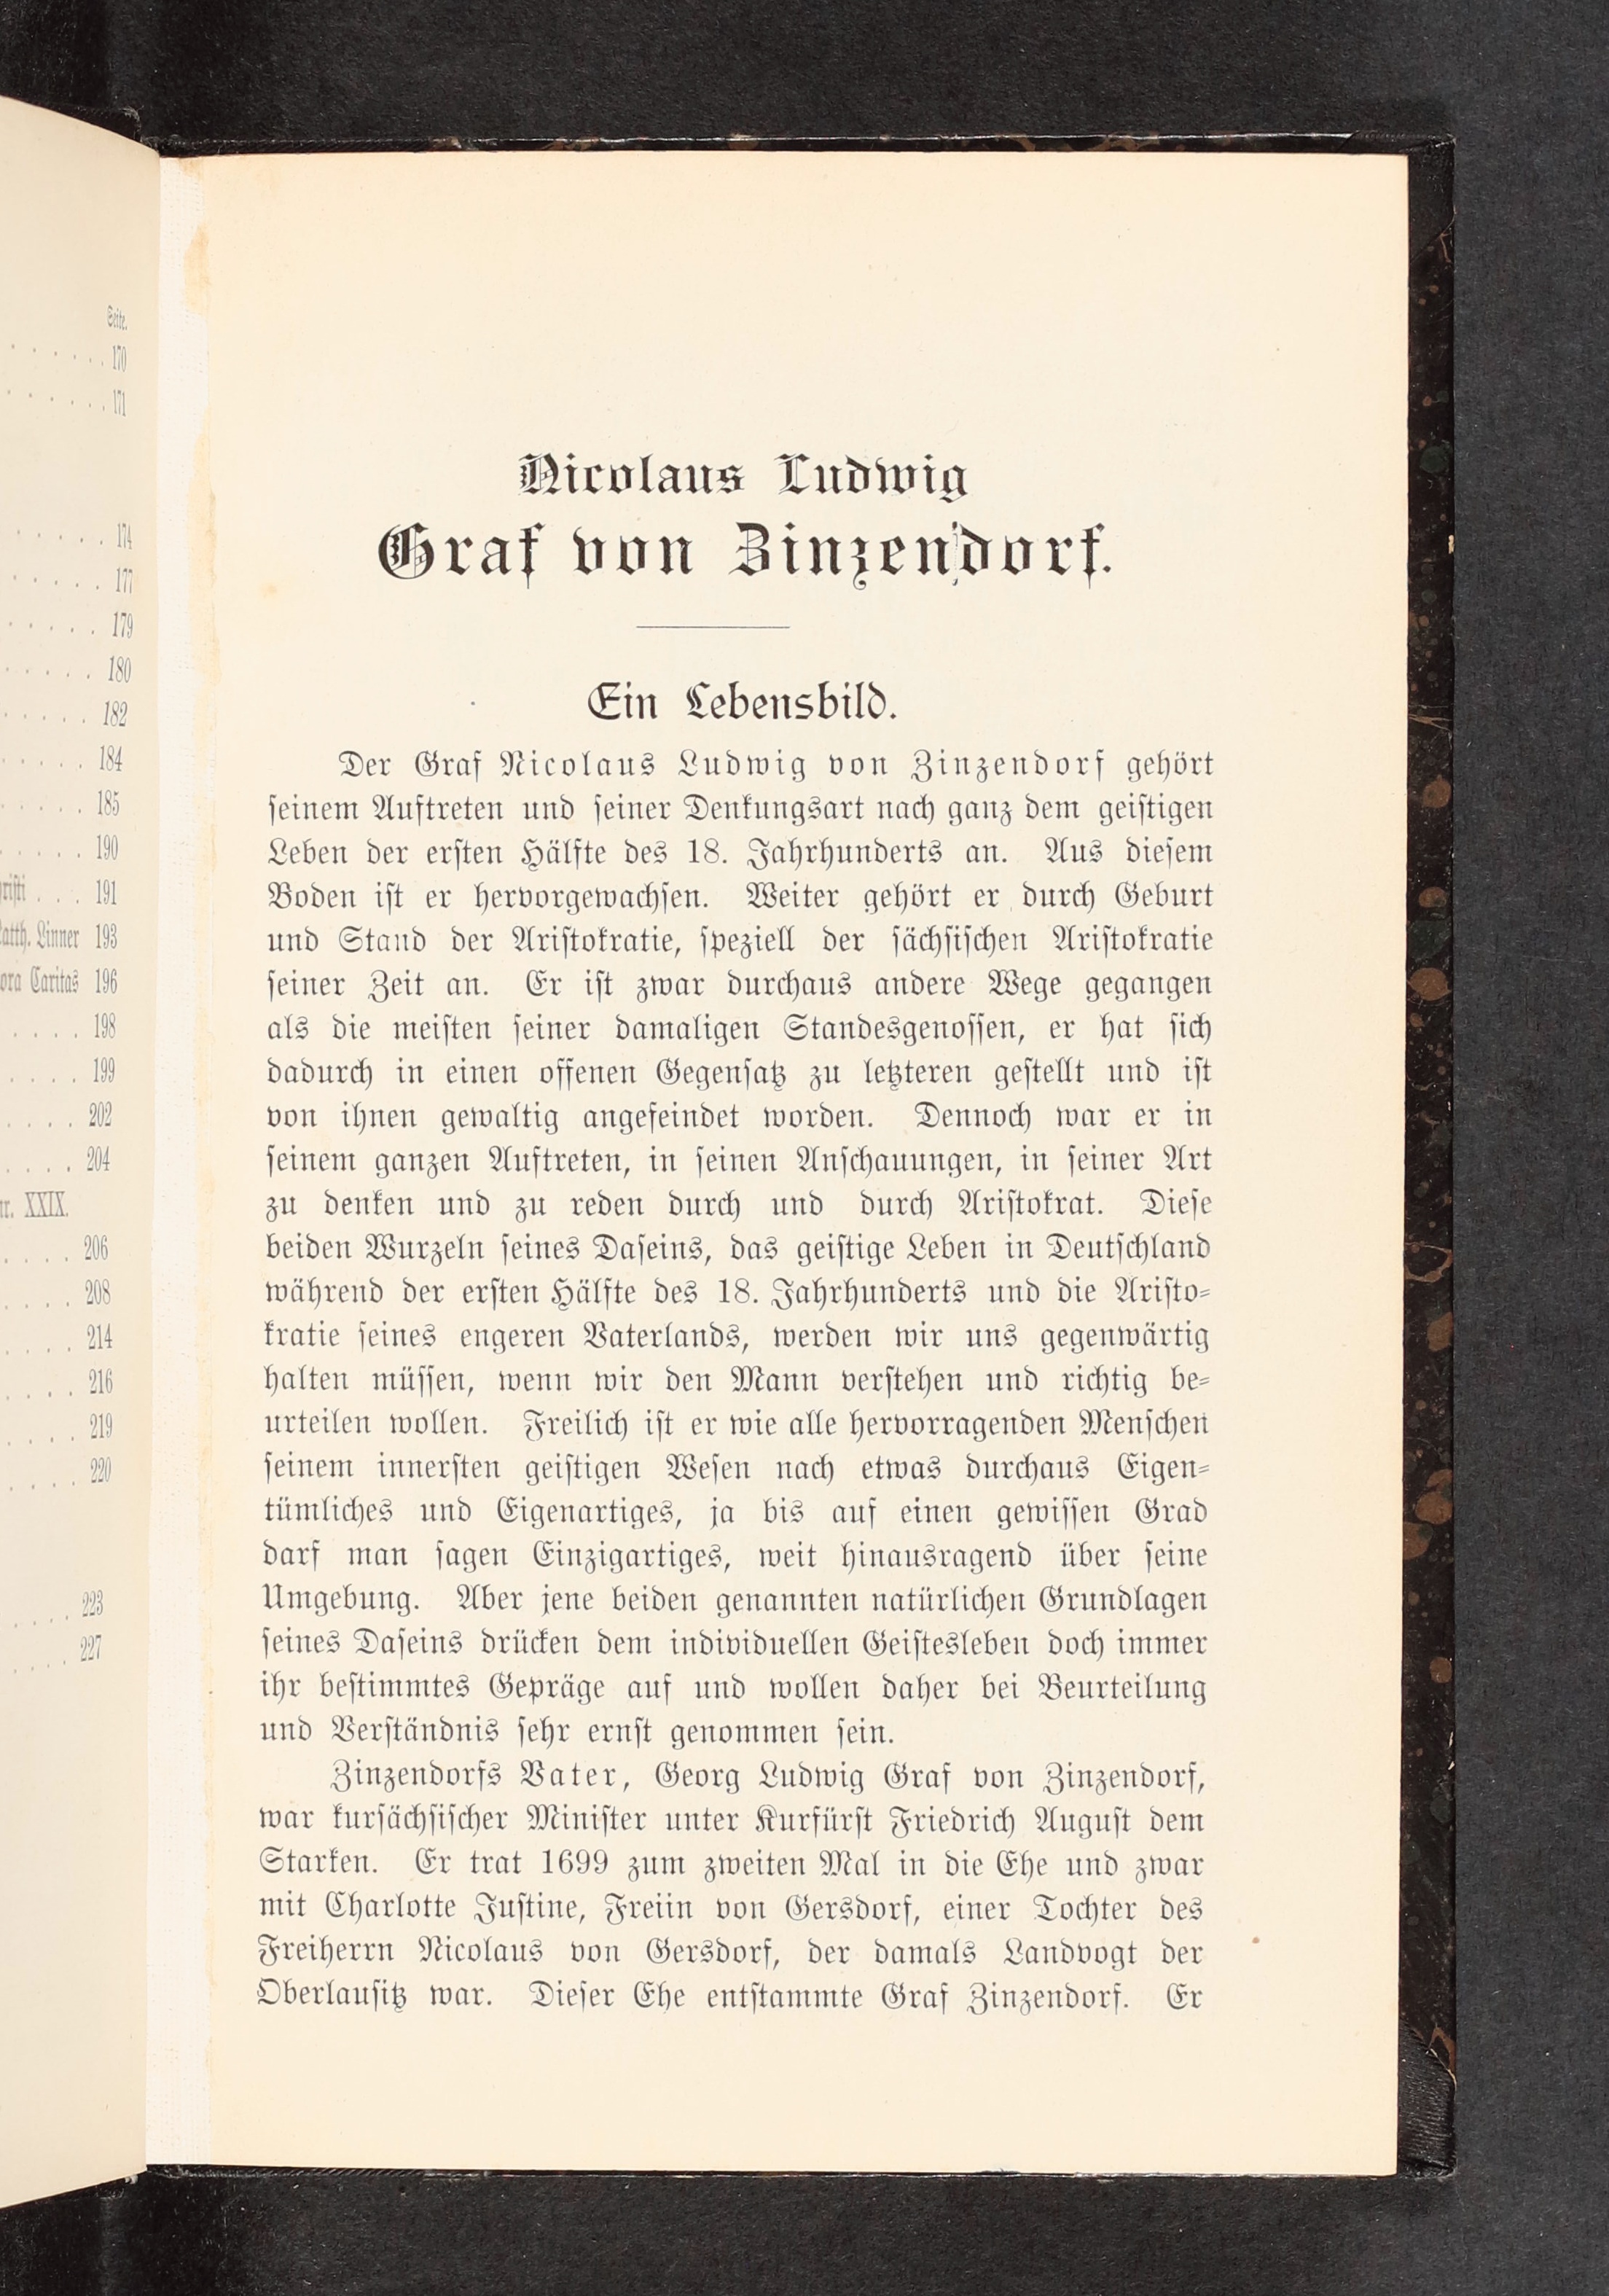 Seite.
170
171
174
177
179
180
182
184
185
190
risti . . . 191
Matth. Linner 193
ora Caritas 196
198
199
202
204
nr. XXIX.
206
208
214
216
219
220
223
227
Nicolaus Ludwig
Graf von Zinzendorf.
Ein Lebensbild.
Der Graf Nicolaus Ludwig von Zinzendorf gehört
seinem Auftreten und seiner Denkungsart nach ganz dem geistigen
Leben der ersten Hälfte des 18. Jahrhunderts an. Aus diesem
Boden ist er hervorgewachsen. Weiter gehört er durch Geburt
und Stand der Aristokratie, speziell der sächsischen Aristokratie
seiner Zeit an. Er ist zwar durchaus andere Wege gegangen
als die meisten seiner damaligen Standesgenossen, er hat sich
dadurch in einen offenen Gegensatz zu letzteren gestellt und ist
von ihnen gewaltig angefeindet worden. Dennoch war er in
seinem ganzen Auftreten, in seinen Anschauungen, in seiner Art
zu denken und zu reden durch und durch Aristokrat. Diese
beiden Wurzeln seines Daseins, das geistige Leben in Deutschland
während der ersten Hälfte des 18. Jahrhunderts und die Aristo-
kratie seines engeren Vaterlands, werden wir uns gegenwärtig
halten müssen, wenn wir den Mann verstehen und richtig be-
urteilen wollen. Freilich ist er wie alle hervorragenden Menschen
seinem innersten geistigen Wesen nach etwas durchaus Eigen-
tümliches und Eigenartiges, ja bis auf einen gewissen Grad
darf man sagen Einzigartiges, weit hinausragend über seine
Umgebung. Aber jene beiden genannten natürlichen Grundlagen
seines Daseins drücken dem individuellen Geistesleben doch immer
ihr bestimmtes Gepräge auf und wollen daher bei Beurteilung
und Verständnis sehr ernst genommen sein.
Zinzendorfs Vater, Georg Ludwig Graf von Zinzendorf,
war kursächsischer Minister unter Kurfürst Friedrich August dem
Starken. Er trat 1699 zum zweiten Mal in die Ehe und zwar
mit Charlotte Justine, Freiin von Gersdorf, einer Tochter des
Freiherrn Nicolaus von Gersdorf, der damals Landvogt der
Oberlausitz war. Dieser Ehe entstammte Graf Zinzendorf. Er